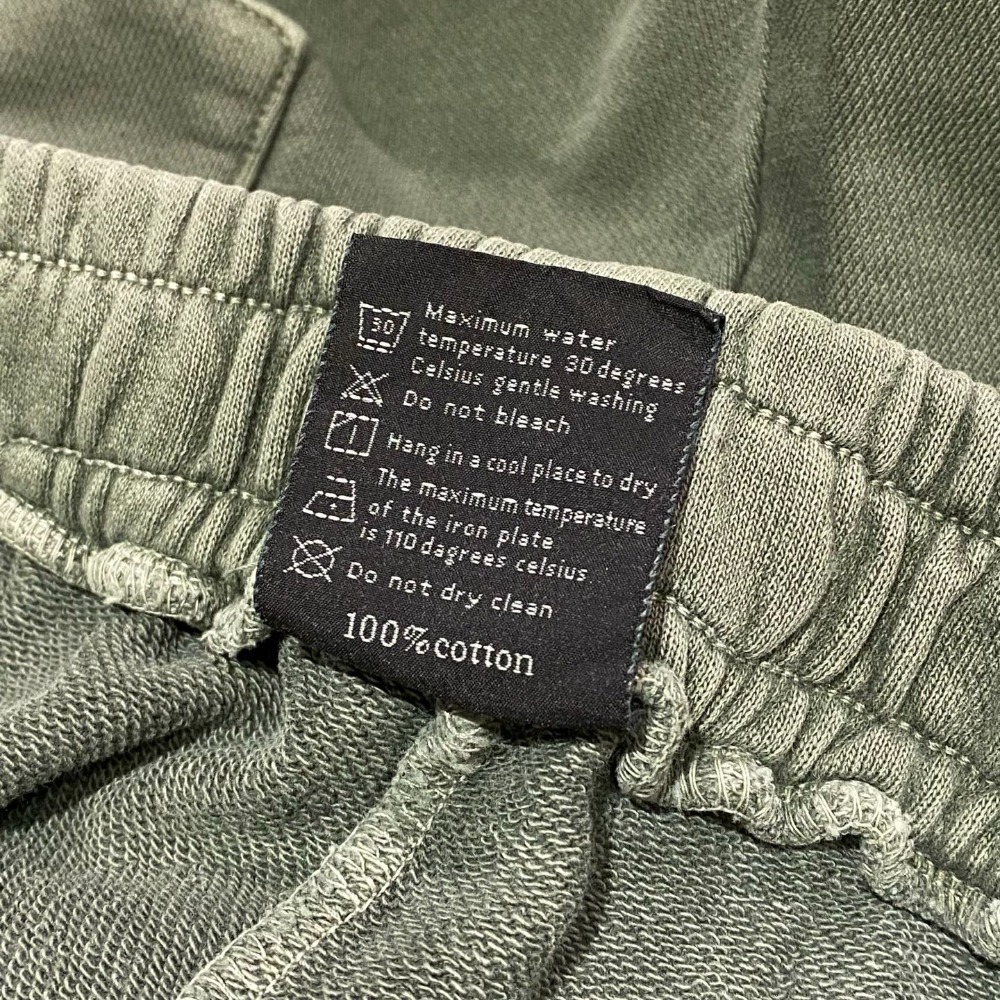 30
Maximum water
temperature 30 degrees
Celsius gentle washing
Do not bleach
Hang in a cool place to dry
The maximum temperature
of the iron plate
is 110 dagrees celsius
Do not dry clean
100% cotton